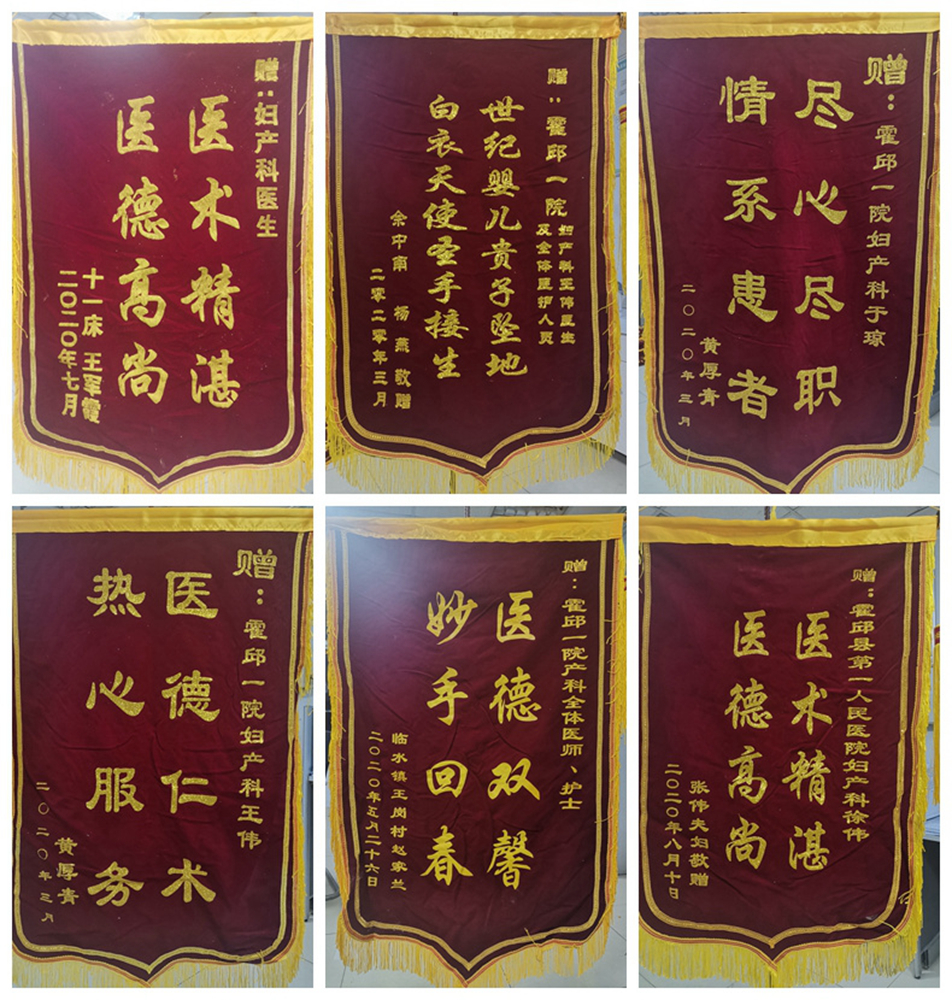 赠：妇产科医生
医术精湛
医德高尚
十一床 王军霞
二〇二〇年七月
赠：霍邱一院
妇产科王伟医生
及全体医护人员
世纪婴儿贵子坠地
白衣天使圣手接生
余中甫 杨燕敬赠
二零二零年三月
赠：霍邱一院妇产科于琼
尽心尽职
情系患者
黄厚青
二〇二〇年三月
赠：霍邱一院妇产科王伟
医德仁术
热心服务
黄厚青
二〇二〇年三月
赠：霍邱一院产科全体医师、护士
医德双馨
妙手回春
临水镇王岗村赵家兰
二〇二〇年五月二十六日
赠：霍邱县第一人民医院妇产科徐伟
医术精湛
医德高尚
张伟夫妇敬赠
二〇二〇年八月十日